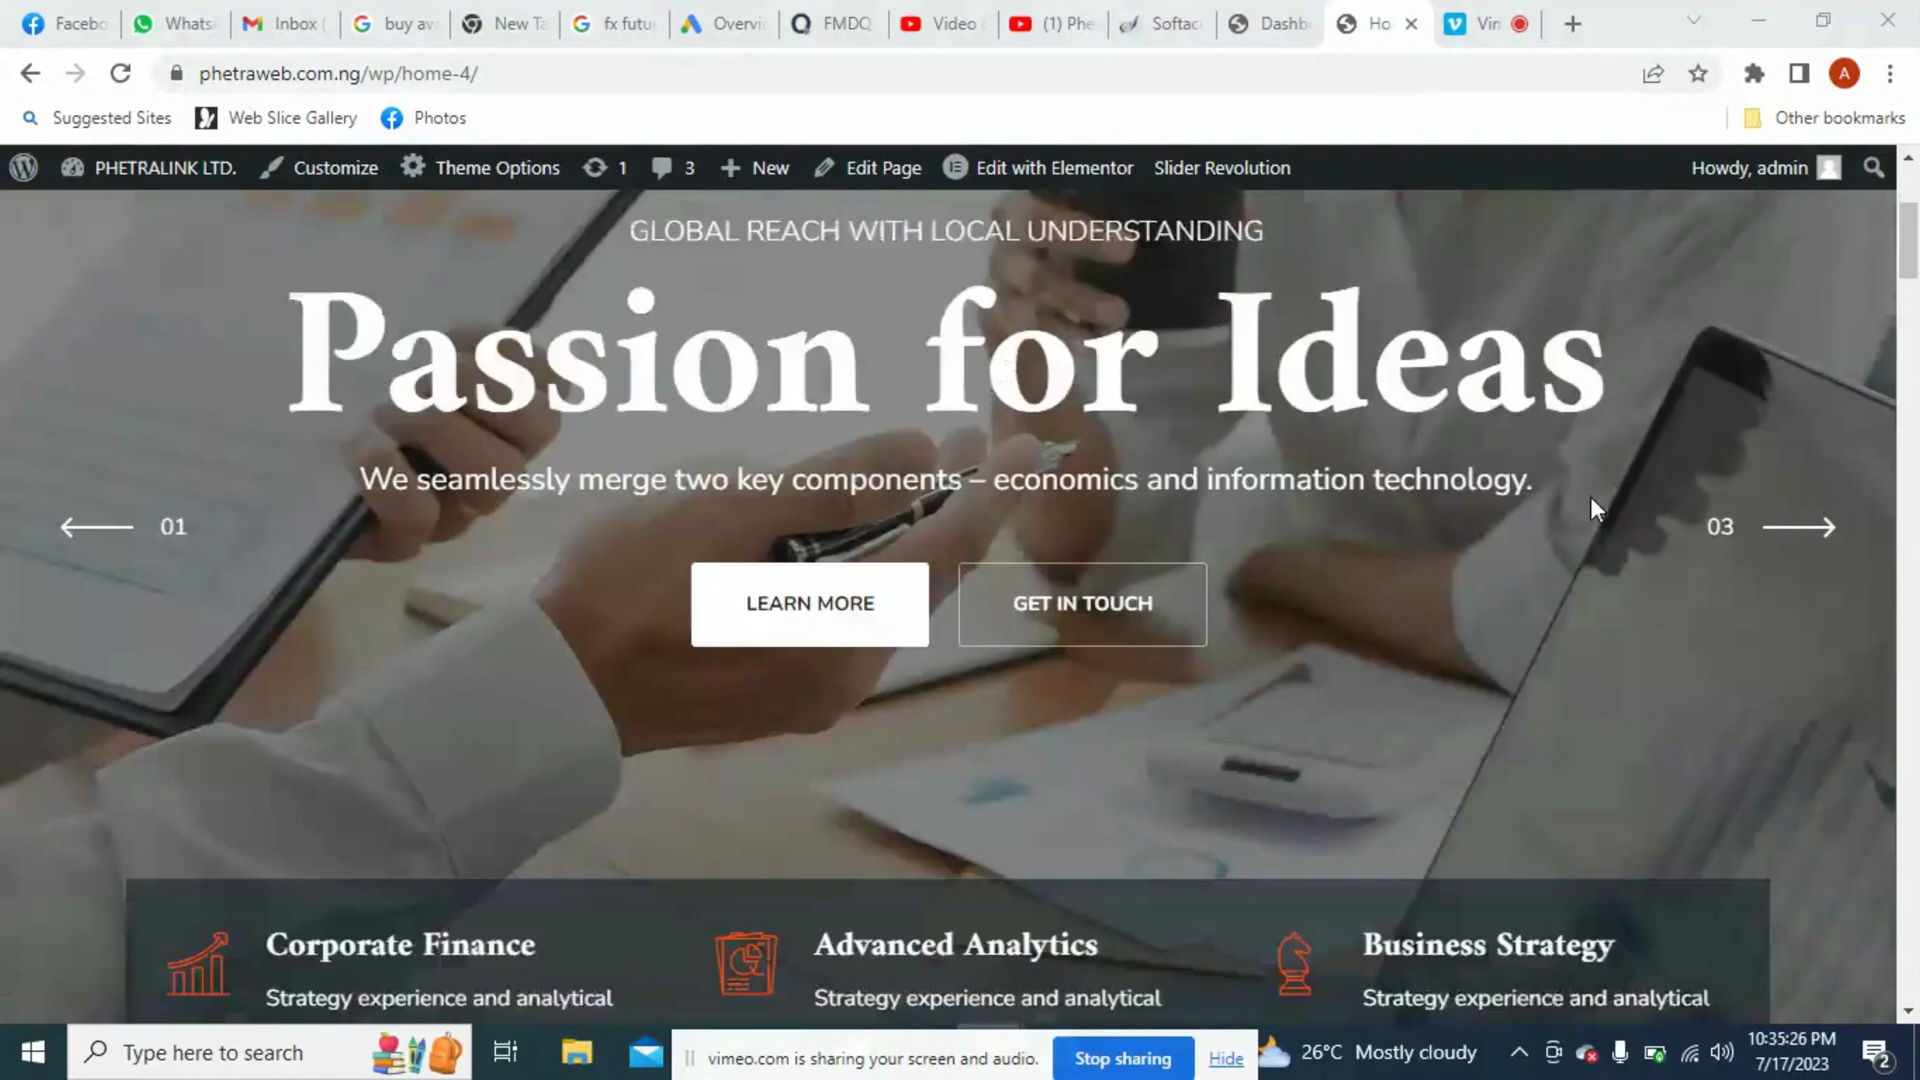 Facebo
Whats
Inbox (
buy av
New Ta
fx futu
Overvi
FMDQ
Video
(1) Phe
Softac
Dashb
Ho
Vin
phetraweb.com.ng/wp/home-4/
A
Suggested Sites
Web Slice Gallery
Photos
Other bookmarks
PHETRALINK LTD.
Customize
Theme Options
1
3
New
Edit Page
Edit with Elementor
Slider Revolution
Howdy, admin
GLOBAL REACH WITH LOCAL UNDERSTANDING
Passion for Ideas
We seamlessly merge two key components – economics and information technology.
01
03
LEARN MORE
GET IN TOUCH
Corporate Finance
Strategy experience and analytical
Advanced Analytics
Strategy experience and analytical
Business Strategy
Strategy experience and analytical
Type here to search
vimeo.com is sharing your screen and audio.
Stop sharing
Hide
26°C Mostly cloudy
10:35:26 PM
7/17/2023
2